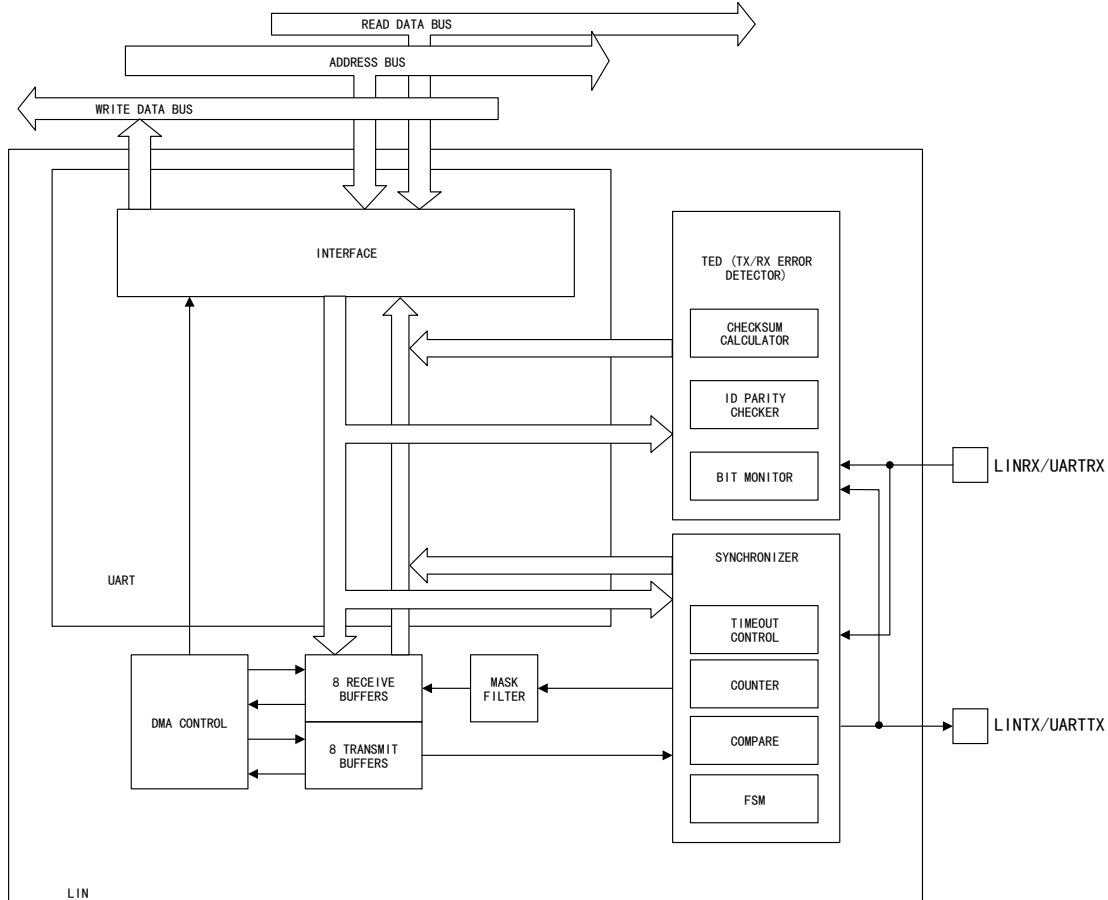 READ DATA BUS
ADDRESS BUS
WRITE DATA BUS
INTERFACE
TED (TX/RX ERROR
DETECTOR)
CHECKSUM
CALCULATOR
ID PARITY
CHECKER
BIT MONITOR
LINRX/UARTRX
SYNCHRONIZER
UART
TIMEOUT
CONTROL
8 RECEIVE
BUFFERS
MASK
FILTER
COUNTER
DMA CONTROL
LINTX/UARTTX
8 TRANSMIT
BUFFERS
COMPARE
FSM
LIN